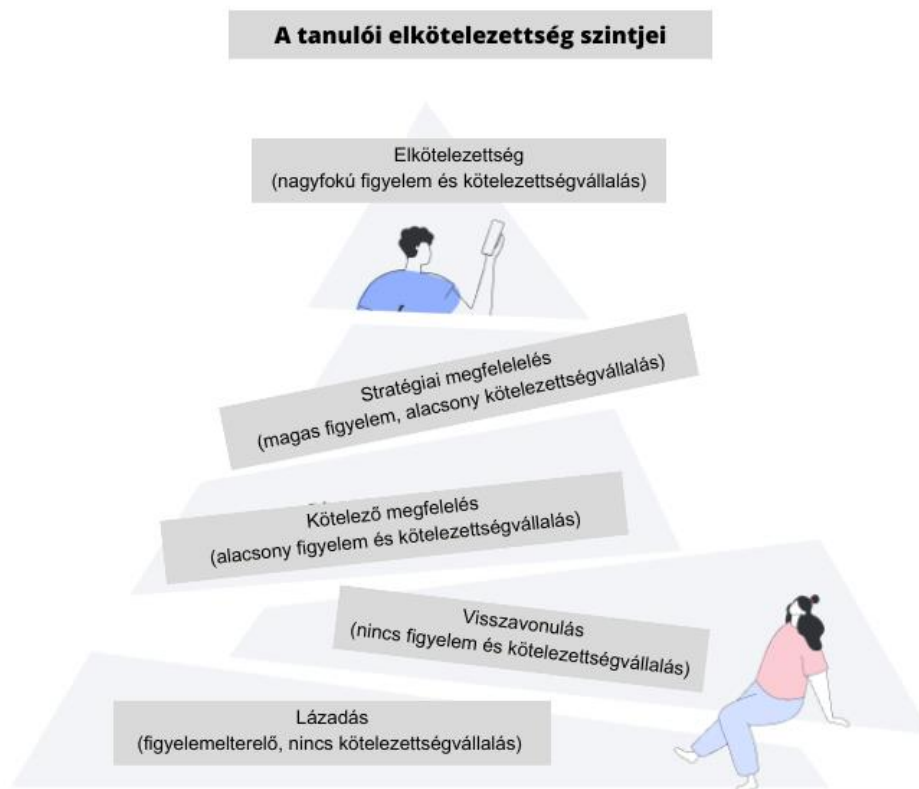 A tanulói elkötelezettség szintjei
Elkötelezettség
(nagyfokú figyelem és kötelezettségvállalás)
Stratégiai megfelelelés
(magas figyelem, alacsony kötelezettségvállalás)
Kötelező megfelelés
(alacsony figyelem és kötelezettségvállalás)
Visszavonulás
(nincs figyelem és kötelezettségvállalás)
Lázadás
(figyelemelterelő, nincs kötelezettségvállalás)